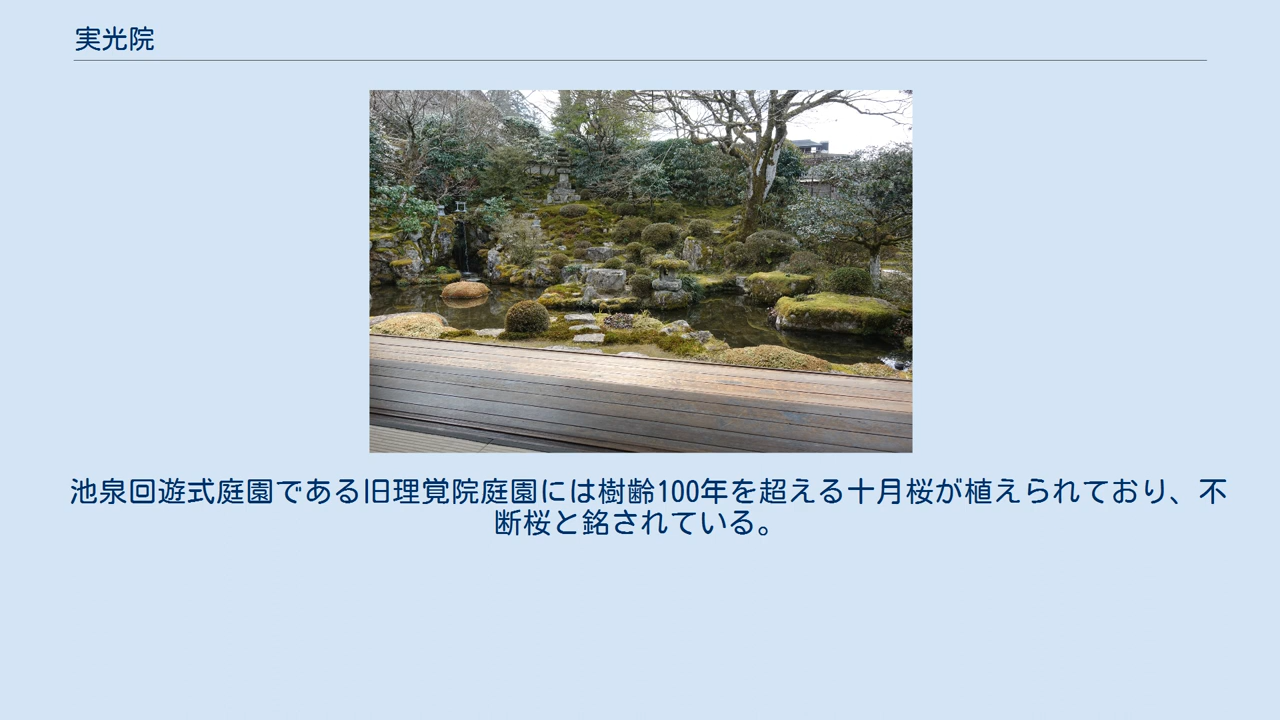 実光院
池泉回遊式庭園である旧理覚院庭園には樹齢100年を超える十月桜が植えられており、不
断桜と銘されている。